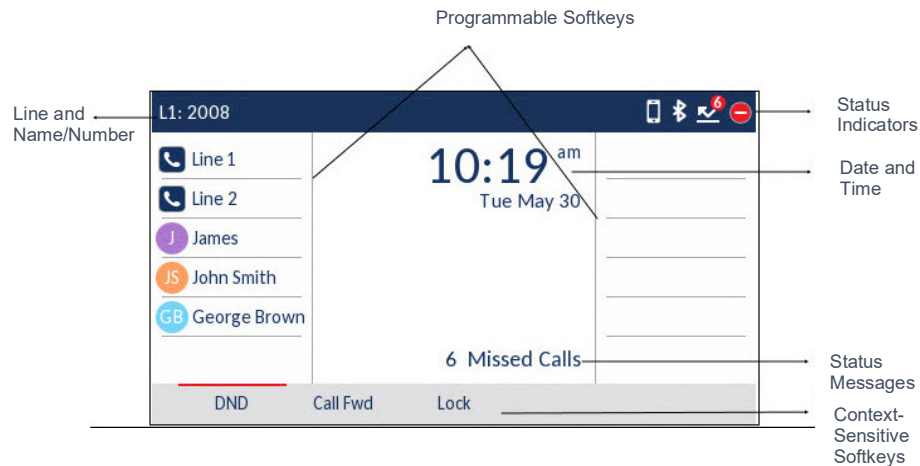 Programmable Softkeys
Line and
Name/Number
L1: 2008
6
Status
Indicators
Line 1
Line 2
J James
JS John Smith
GB George Brown
10:19 am
Tue May 30
Date and
Time
6 Missed Calls
Status
Messages
DND Call Fwd Lock
Context-
Sensitive
Softkeys